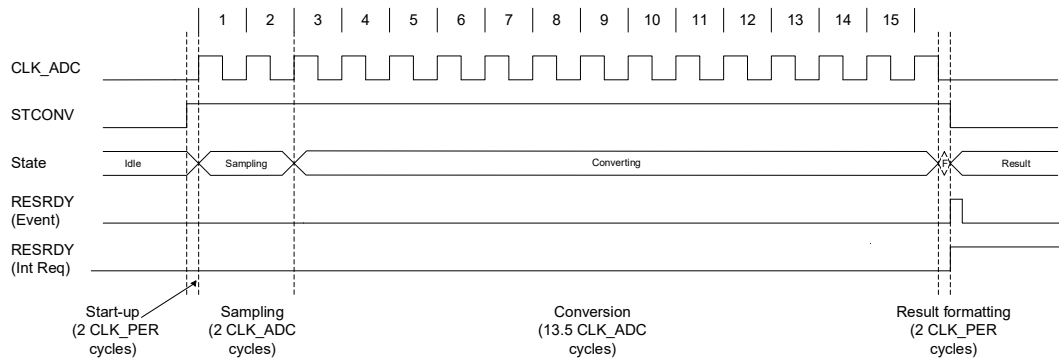 1 2 3 4 5 6 7 8 9 10 11 12 13 14 15
CLK_ADC
STCONV
State
Idle Sampling Converting F Result
RESRDY
(Event)
RESRDY
(Int Req)
Start-up
(2 CLK_PER
cycles)
Sampling
(2 CLK_ADC
cycles)
Conversion
(13.5 CLK_ADC
cycles)
Result formatting
(2 CLK_PER
cycles)